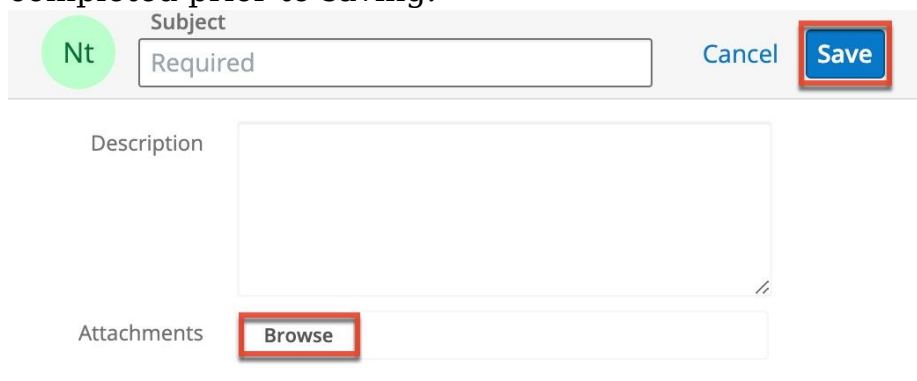 completed prior to saving.
Subject
Nt
Required
Cancel
Save
Description
Attachments
Browse